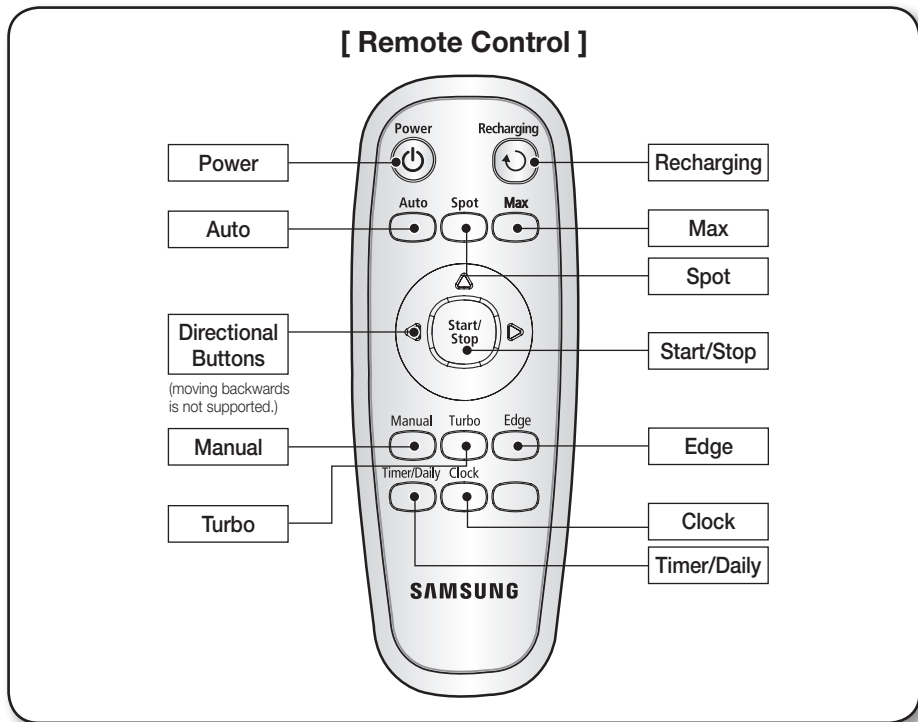 [ Remote Control ]
Power
Recharging
Power
Recharging
Auto
Spot
Max
Auto
Max
Spot
Directional
Buttons
(moving backwards
is not supported.)
Start/
Stop
Start/Stop
Manual
Turbo
Edge
Manual
Edge
Timer/Daily
Clock
Turbo
Clock
Timer/Daily
SAMSUNG